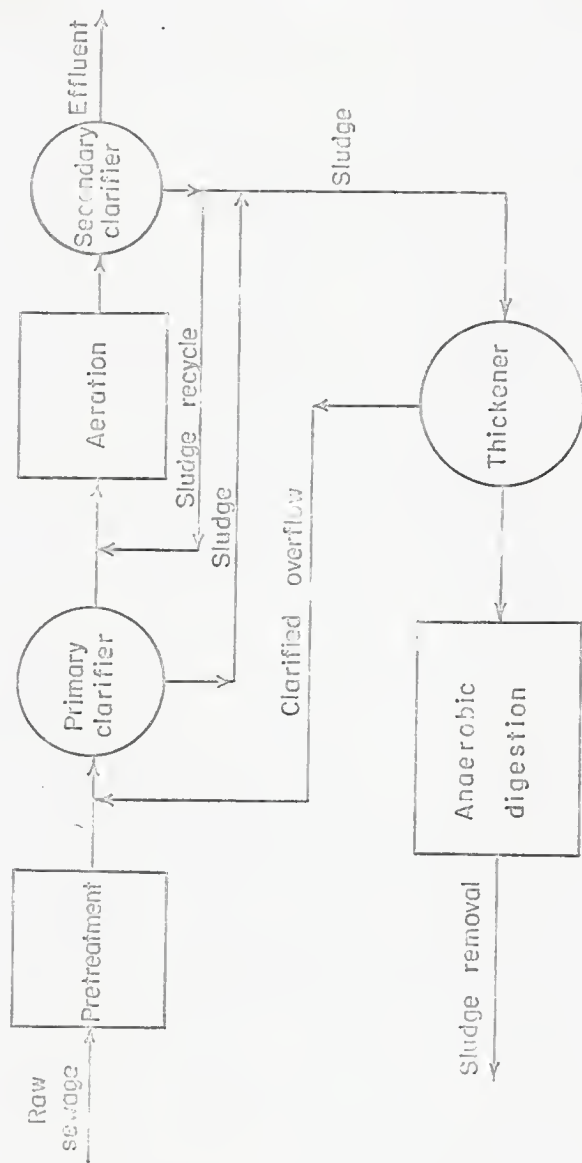 Raw
sewage
Pretreatment
Primary
clarifier
Aeration
Secondary
clarifier
Effluent
Sludge recycle
Sludge
Sludge
Clarified overflow
Thickener
Anaerobic
digestion
Sludge removal